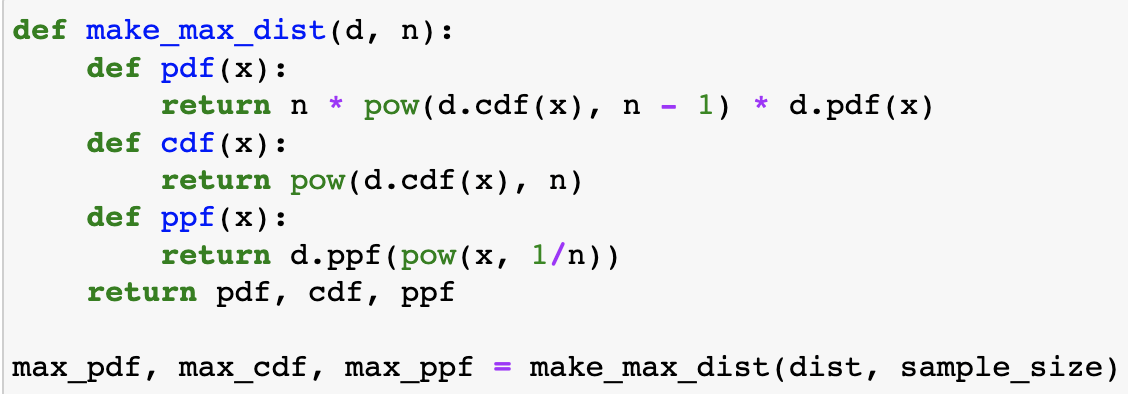 def make_max_dist(d, n):
    def pdf(x):
        return n * pow(d.cdf(x), n - 1) * d.pdf(x)
    def cdf(x):
        return pow(d.cdf(x), n)
    def ppf(x):
        return d.ppf(pow(x, 1/n))
    return pdf, cdf, ppf

max_pdf, max_cdf, max_ppf = make_max_dist(dist, sample_size)